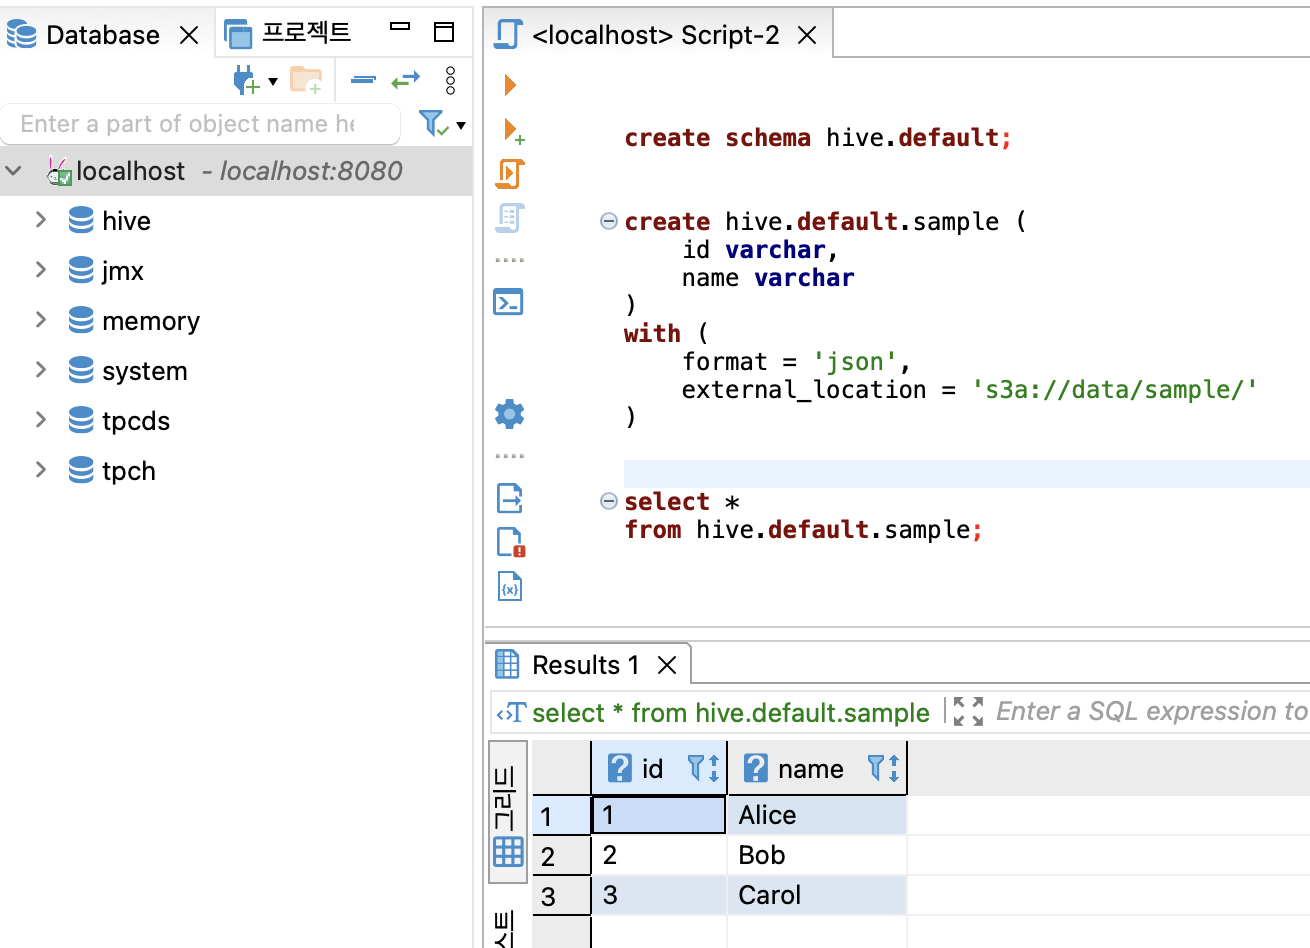 Database
프로젝트
Enter a part of object name he
localhost - localhost:8080
hive
jmx
memory
system
tpcds
tpch
<localhost> Script-2
create schema hive.default;
create hive.default.sample (
id varchar,
name varchar
)
with (
format = 'json',
external_location = 's3a://data/sample/'
)
select *
from hive.default.sample;
Results 1
select * from hive.default.sample
Enter a SQL expression to
그리드
id
name
1 1 Alice
2 2 Bob
3 3 Carol